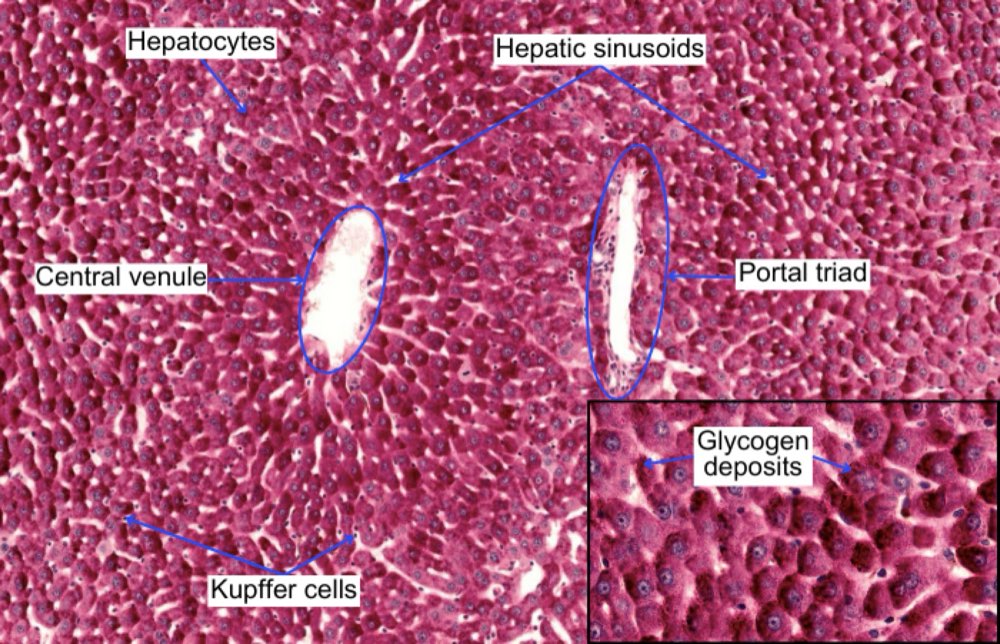 Hepatocytes
Hepatic sinusoids
Central venule
Portal triad
Glycogen
deposits
Kupffer cells